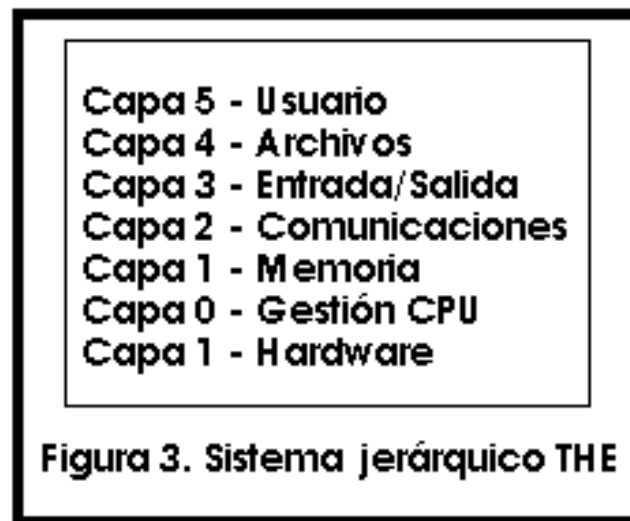 Capa 5 - Usuario
Capa 4 - Archivos
Capa 3 - Entrada/Salida
Capa 2 - Comunicaciones
Capa 1 - Memoria
Capa 0 - Gestión CPU
Capa 1 - Hardware
Figura 3. Sistema jerárquico THE